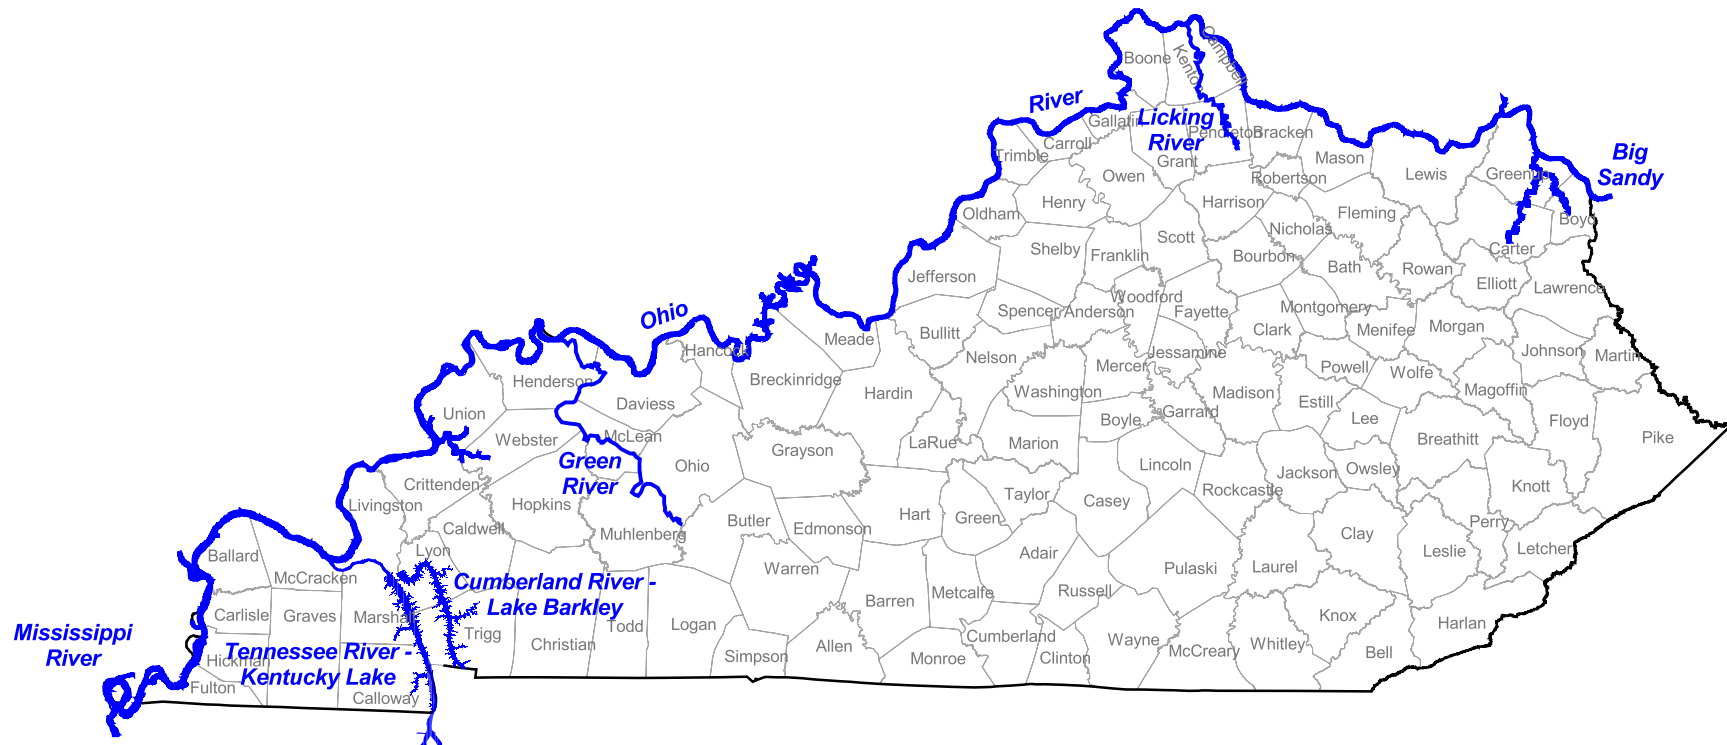 Boone
Kenton
Campbell
River
Gallatin
Licking
River
Pendleton
Bracken
Carroll
Trimble
Grant
Mason
Big
Sandy
Owen
Robertson
Lewis
Greenup
Henry
Harrison
Oldham
Fleming
Boyd
Nicholas
Scott
Shelby
Franklin
Bourbon
Carter
Jefferson
Bath
Rowan
Elliott
Lawrence
Woodford
Spencer
Anderson
Fayette
Montgomery
Ohio
Bullitt
Clark
Menifee
Morgan
Meade
Hancock
Nelson
Jessamine
Johnson
Martin
Henderson
Breckinridge
Hardin
Washington
Mercer
Madison
Powell
Wolfe
Magoffin
Union
Daviess
Boyle
Garrard
Estill
Lee
Floyd
Webster
McLean
LaRue
Marion
Breathitt
Pike
Green
River
Ohio
Grayson
Lincoln
Jackson
Owsley
Crittenden
Livingston
Hopkins
Taylor
Casey
Rockcastle
Knott
Caldwell
Muhlenberg
Butler
Edmonson
Hart
Green
Perry
Clay
Ballard
Lyon
Adair
Leslie
Letcher
McCracken
Cumberland River -
Lake Barkley
Warren
Pulaski
Laurel
Carlisle
Graves
Marshall
Barren
Metcalfe
Russell
Knox
Mississippi
River
Trigg
Christian
Todd
Logan
Allen
Cumberland
Wayne
Whitley
Harlan
Hickman
Tennessee River -
Kentucky Lake
Simpson
Monroe
Clinton
McCreary
Bell
Fulton
Calloway